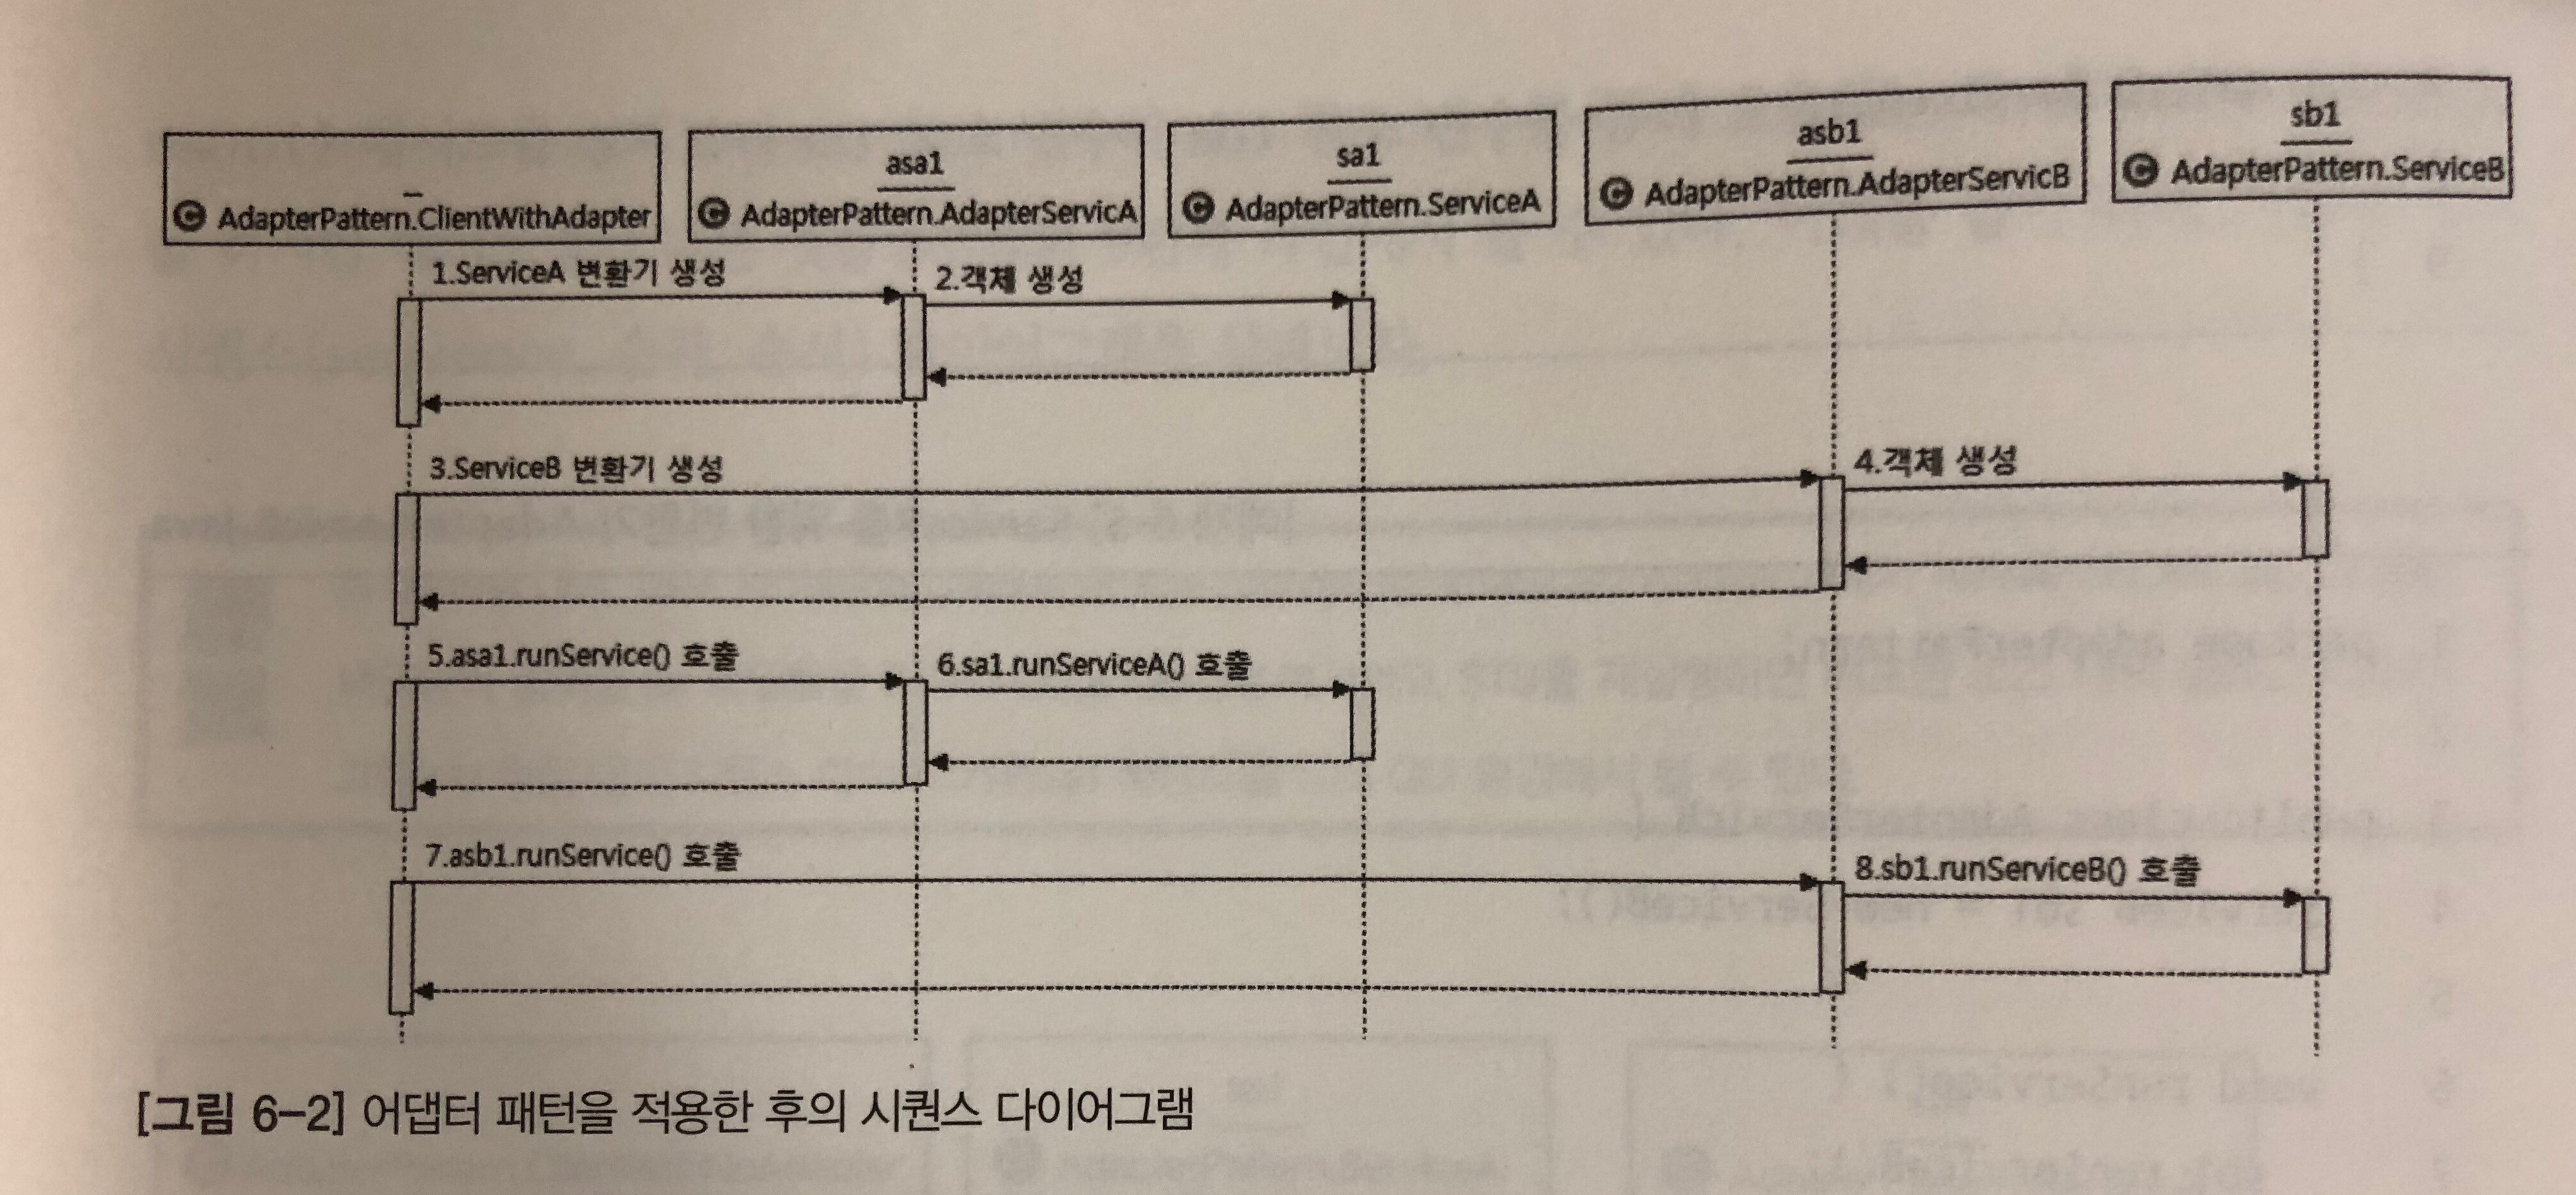 asa1
sa1
asb1
sb1
C AdapterPattern.ClientWithAdapter
C AdapterPattern.AdapterServicA
C AdapterPattern.ServiceA
C AdapterPattern.AdapterServicB
C AdapterPattern.ServiceB
1.ServiceA 변환기 생성
2.객체 생성
3.ServiceB 변환기 생성
4.객체 생성
5.asa1.runService() 호출
6.sa1.runServiceA() 호출
7.asb1.runService() 호출
8.sb1.runServiceB() 호출
[그림 6-2] 어댑터 패턴을 적용한 후의 시퀀스 다이어그램